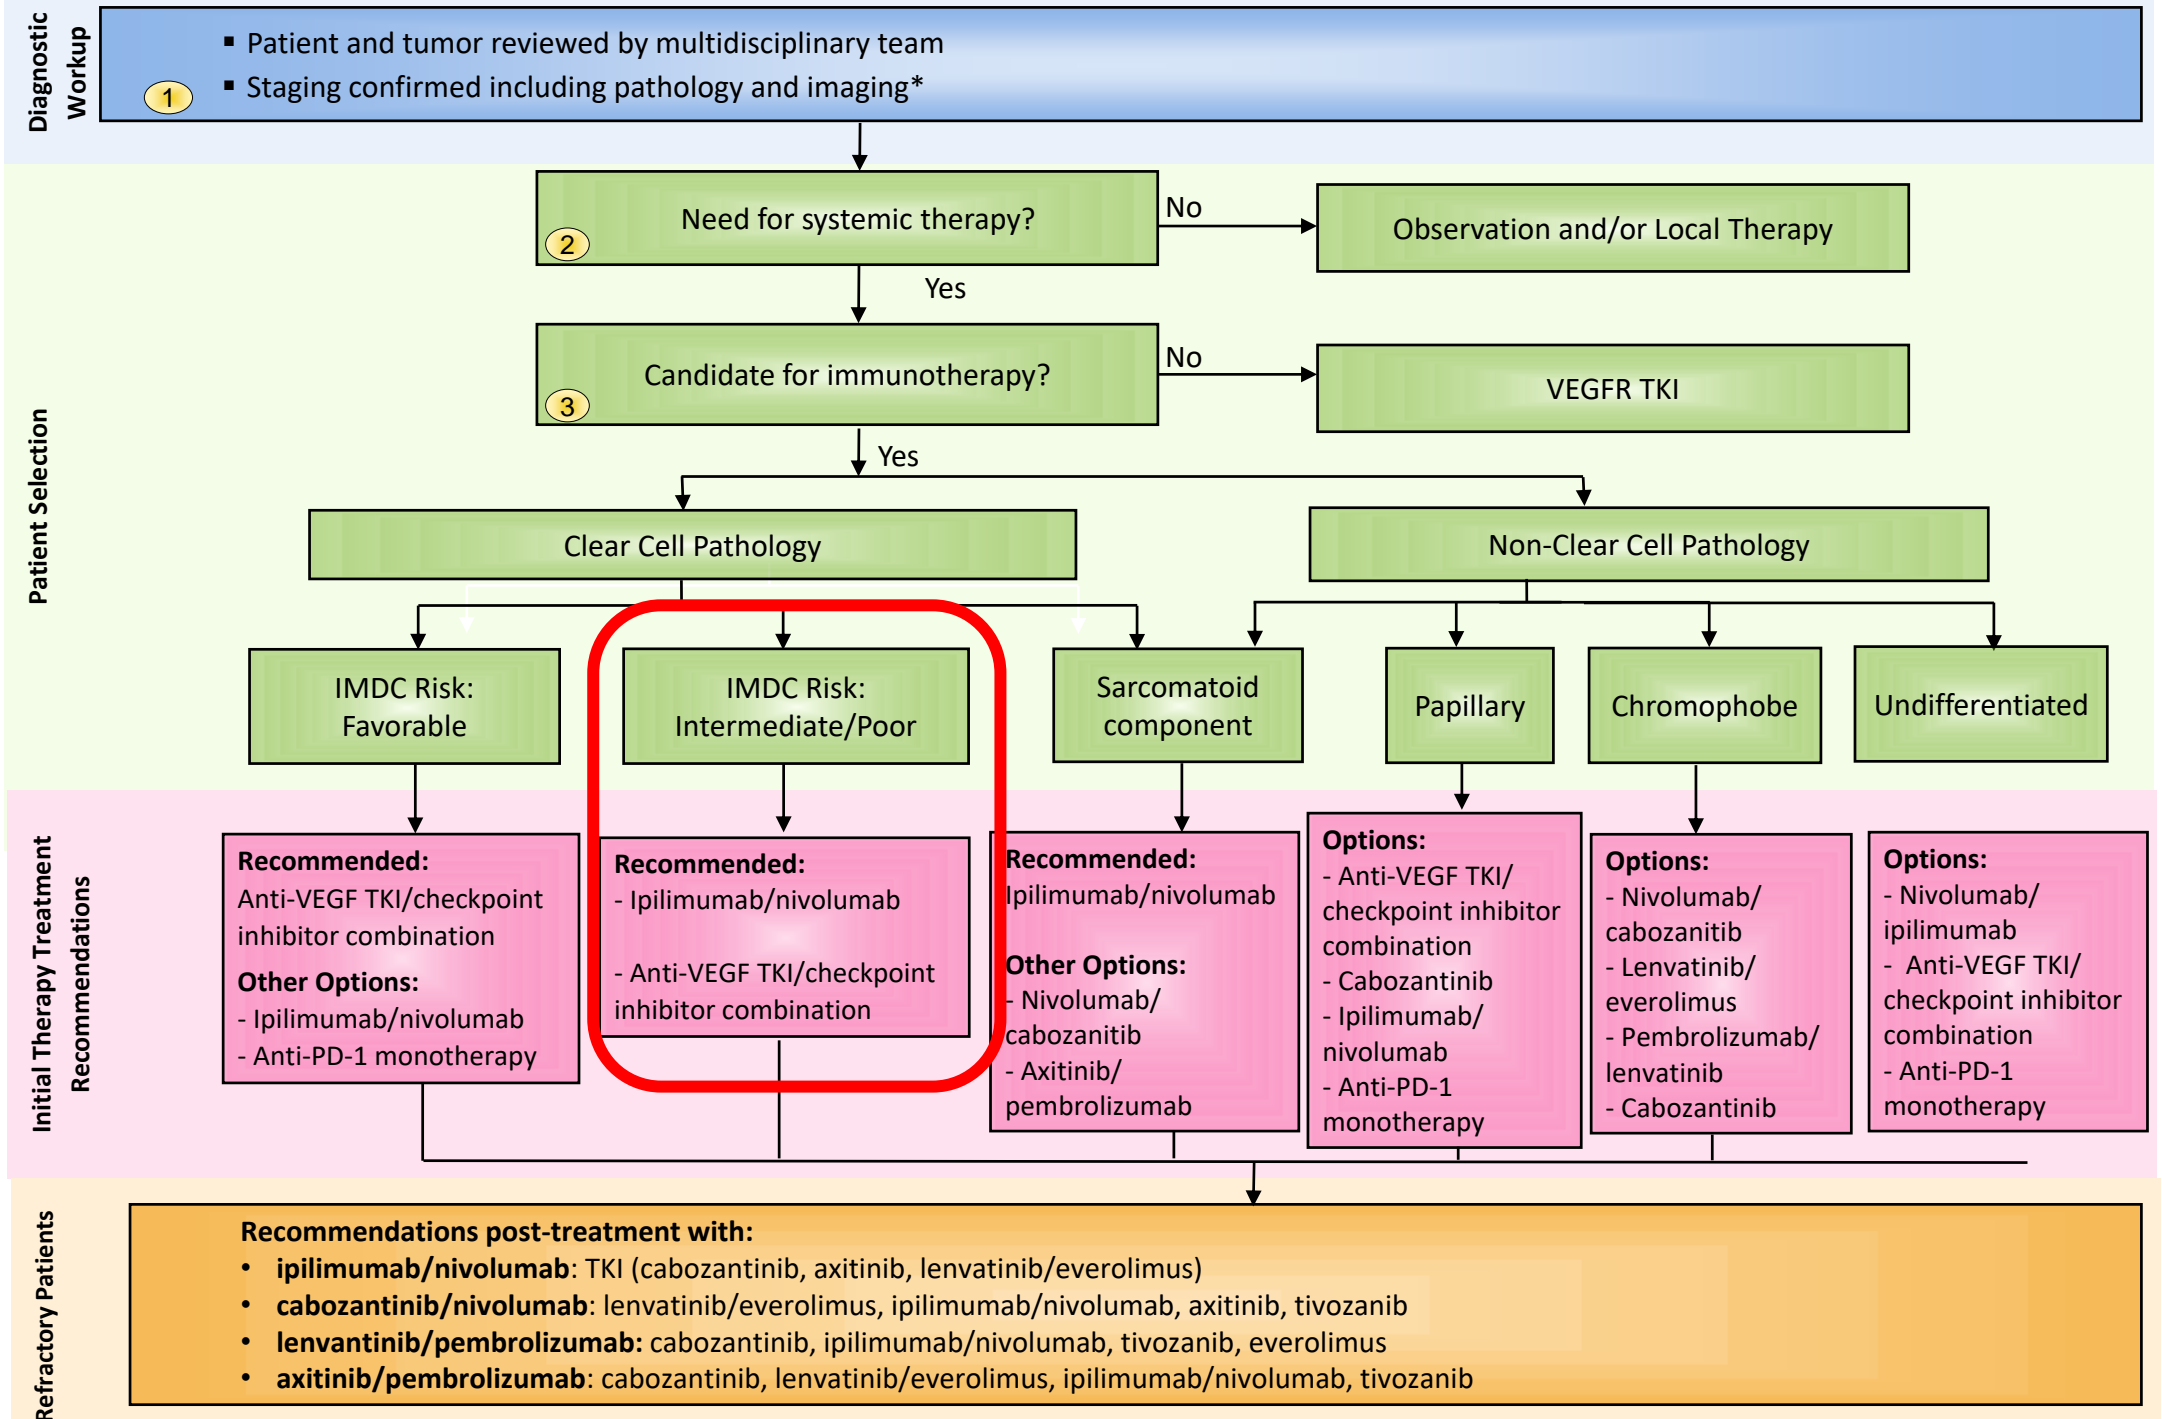 Diagnostic
Workup
▪ Patient and tumor reviewed by multidisciplinary team
▪ Staging confirmed including pathology and imaging*
1
Patient Selection
Need for systemic therapy?
2
No
Observation and/or Local Therapy
Yes
Candidate for immunotherapy?
3
No
VEGFR TKI
Yes
Clear Cell Pathology
Non-Clear Cell Pathology
IMDC Risk:
Favorable
IMDC Risk:
Intermediate/Poor
Sarcomatoid
component
Papillary
Chromophobe
Undifferentiated
Initial Therapy Treatment
Recommendations
Recommended:
Anti-VEGF TKI/checkpoint
inhibitor combination
Other Options:
- Ipilimumab/nivolumab
- Anti-PD-1 monotherapy
Recommended:
- Ipilimumab/nivolumab
- Anti-VEGF TKI/checkpoint
inhibitor combination
Recommended:
Ipilimumab/nivolumab
Other Options:
- Nivolumab/
cabozanitib
- Axitinib/
pembrolizumab
Options:
- Anti-VEGF TKI/
checkpoint inhibitor
combination
- Cabozantinib
- Ipilimumab/
nivolumab
- Anti-PD-1
monotherapy
Options:
- Nivolumab/
cabozanitib
- Lenvatinib/
everolimus
- Pembrolizumab/
lenvatinib
- Cabozantinib
Options:
- Nivolumab/
ipilimumab
- Anti-VEGF TKI/
checkpoint inhibitor
combination
- Anti-PD-1
monotherapy
Refractory Patients
Recommendations post-treatment with:
• ipilimumab/nivolumab: TKI (cabozantinib, axitinib, lenvatinib/everolimus)
• cabozantinib/nivolumab: lenvatinib/everolimus, ipilimumab/nivolumab, axitinib, tivozanib
• lenvantinib/pembrolizumab: cabozantinib, ipilimumab/nivolumab, tivozanib, everolimus
• axitinib/pembrolizumab: cabozantinib, lenvatinib/everolimus, ipilimumab/nivolumab, tivozanib